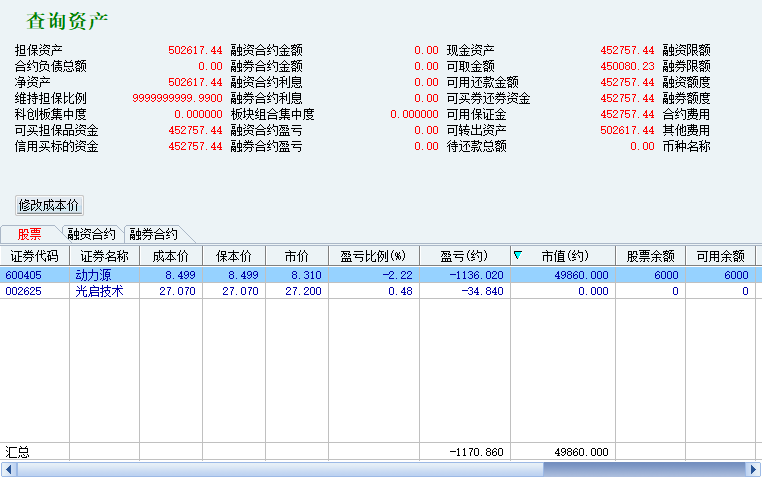 查询资产
担保资产 502617.44 融资合约金额 0.00 现金资产 452757.44 融资限额
合约负债总额 0.00 融券合约金额 0.00 可取金额 450080.23 融券限额
净资产 502617.44 融资合约利息 0.00 可用还款金额 452757.44 融资额度
维持担保比例 9999999999.9900 融券合约利息 0.00 可买券还券资金 452757.44 融券额度
科创板集中度 0.000000 板块组合集中度 0.000000 可用保证金 452757.44 合约费用
可买担保品资金 452757.44 融资合约盈亏 0.00 可转出资产 502617.44 其他费用
信用买标的资金 452757.44 融券合约盈亏 0.00 待还款总额 0.00 币种名称
修改成本价
股票 融资合约 融券合约
证券代码 证券名称 成本价 保本价 市价 盈亏比例(%) 盈亏(约) 市值(约) 股票余额 可用余额
600405 动力源 8.499 8.499 8.310 -2.22 -1136.020 49860.000 6000 6000
002625 光启技术 27.070 27.070 27.200 0.48 -34.840 0.000 0 0
汇总 -1170.860 49860.000